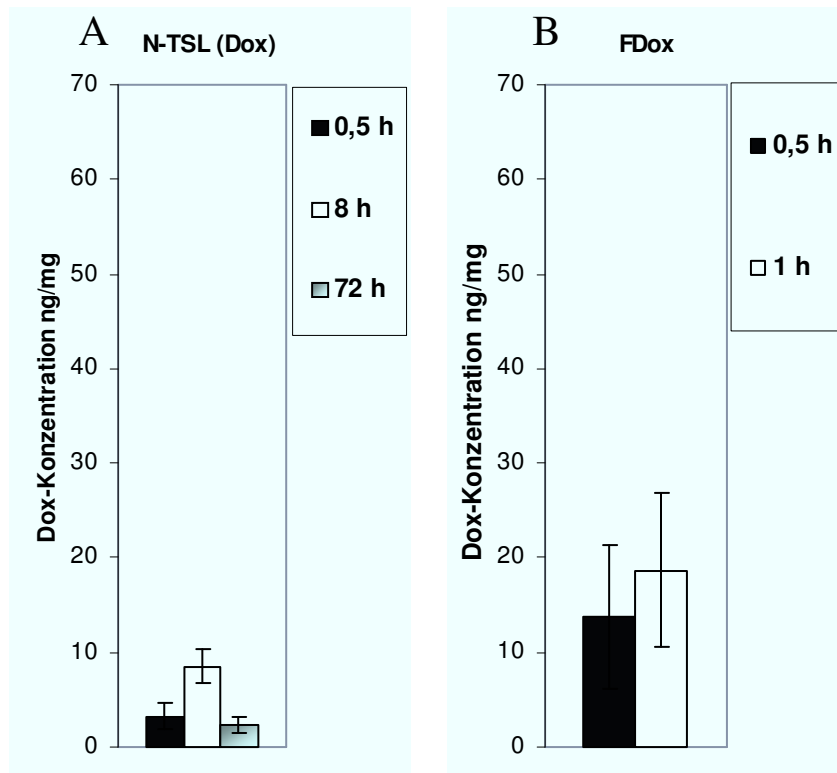 A
N-TSL (Dox)
Dox-Konzentration ng/mg
70
60
50
40
30
20
10
0
0,5 h
8 h
72 h
B
FDox
Dox-Konzentration ng/mg
70
60
50
40
30
20
10
0
0,5 h
1 h